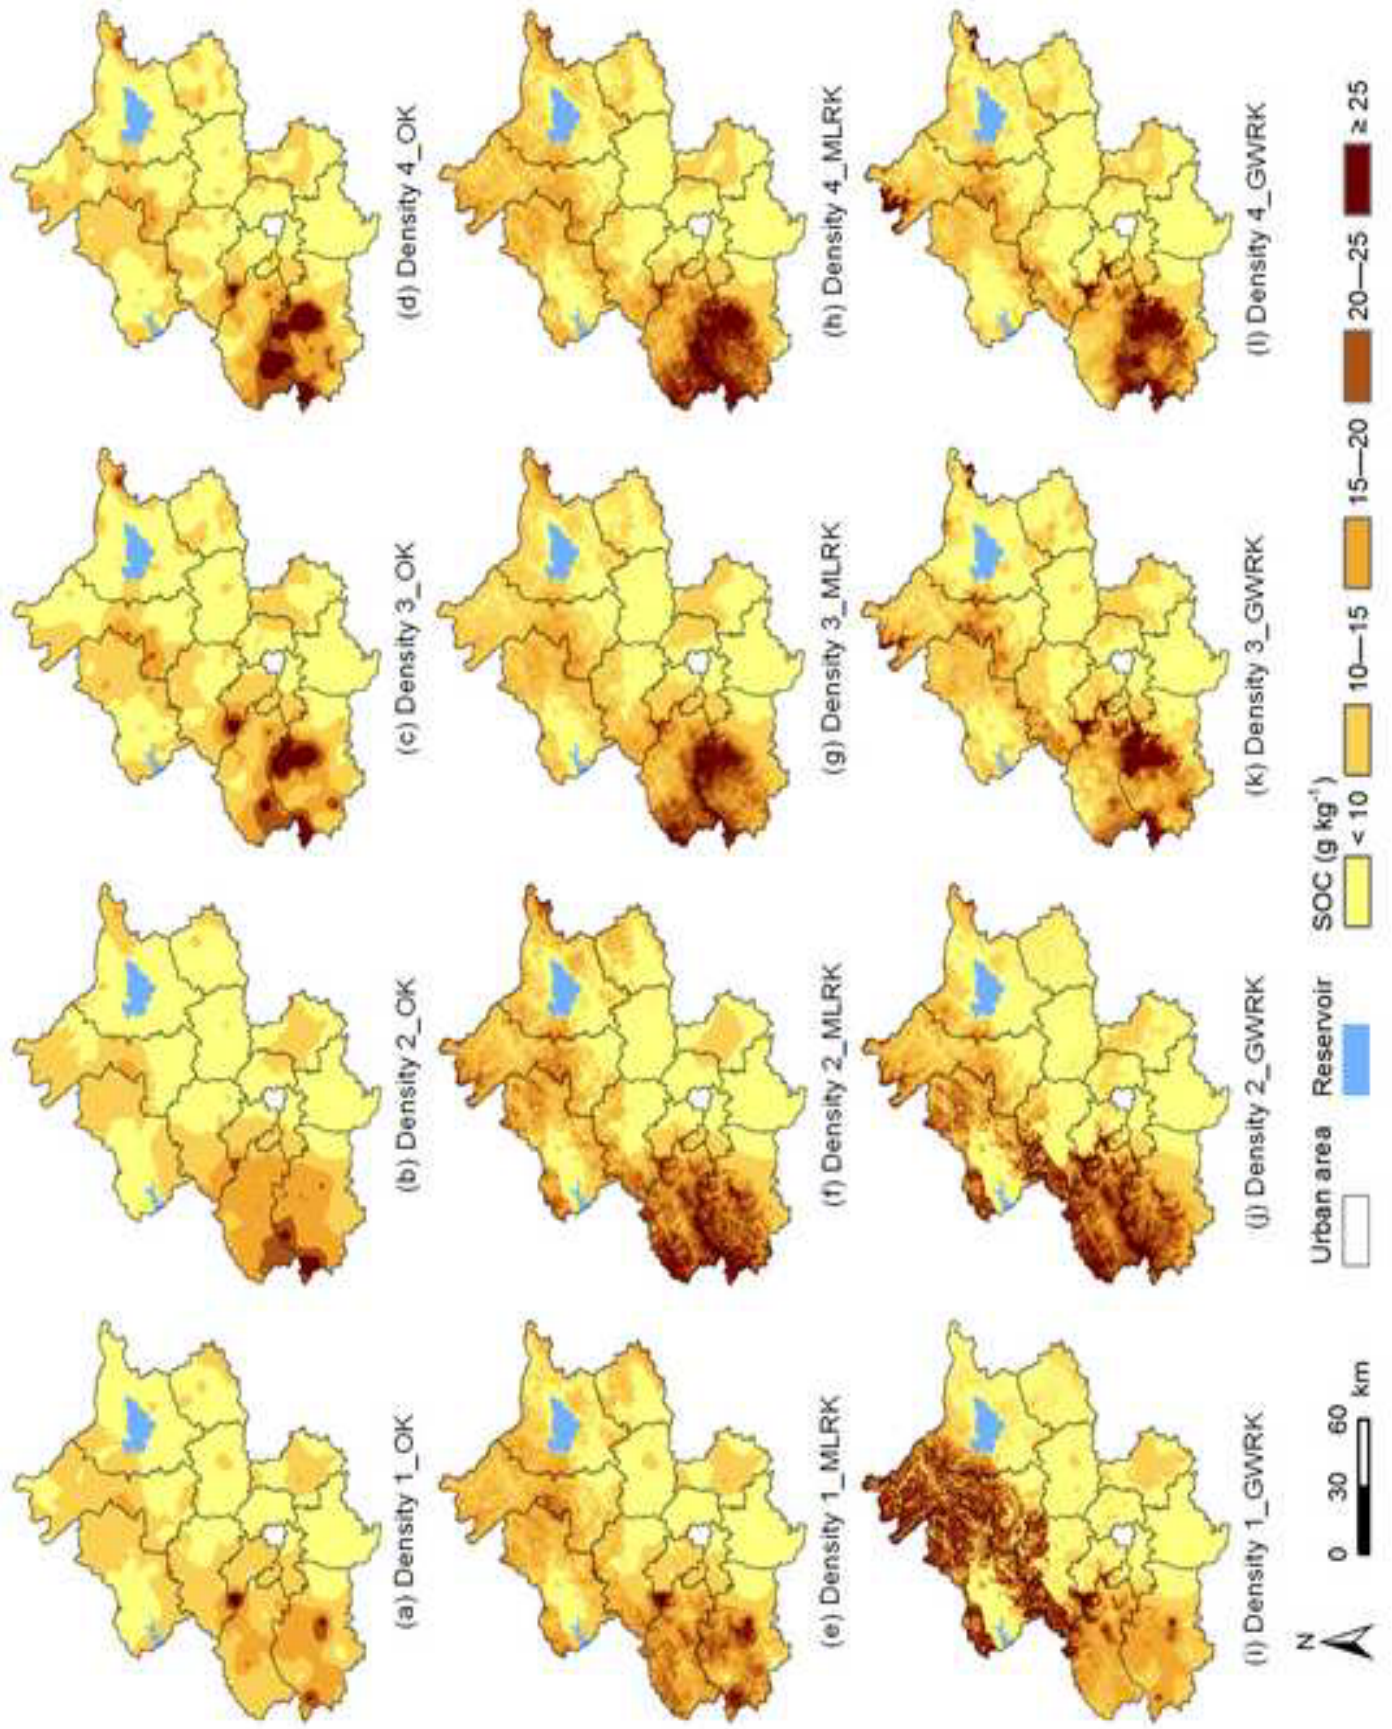 (a) Density 1_OK
(b) Density 2_OK
(c) Density 3_OK
(d) Density 4_OK
(e) Density 1_MLRK
(f) Density 2_MLRK
(g) Density 3_MLRK
(h) Density 4_MLRK
(i) Density 1_GWRK
(j) Density 2_GWRK
(k) Density 3_GWRK
(l) Density 4_GWRK
N
0 30 60 km
Urban area
Reservoir
SOC (g kg⁻¹)
< 10
10—15
15—20
20—25
≥ 25